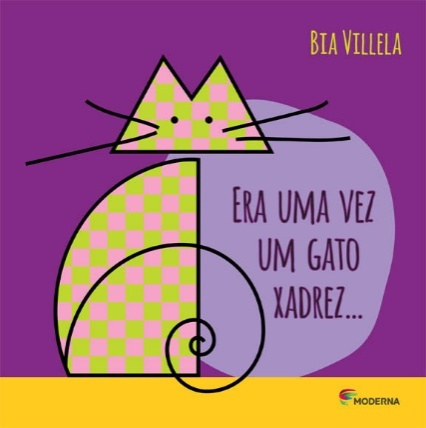 BIA VILLELA
ERA UMA VEZ
UM GATO
XADREZ...
MODERNA